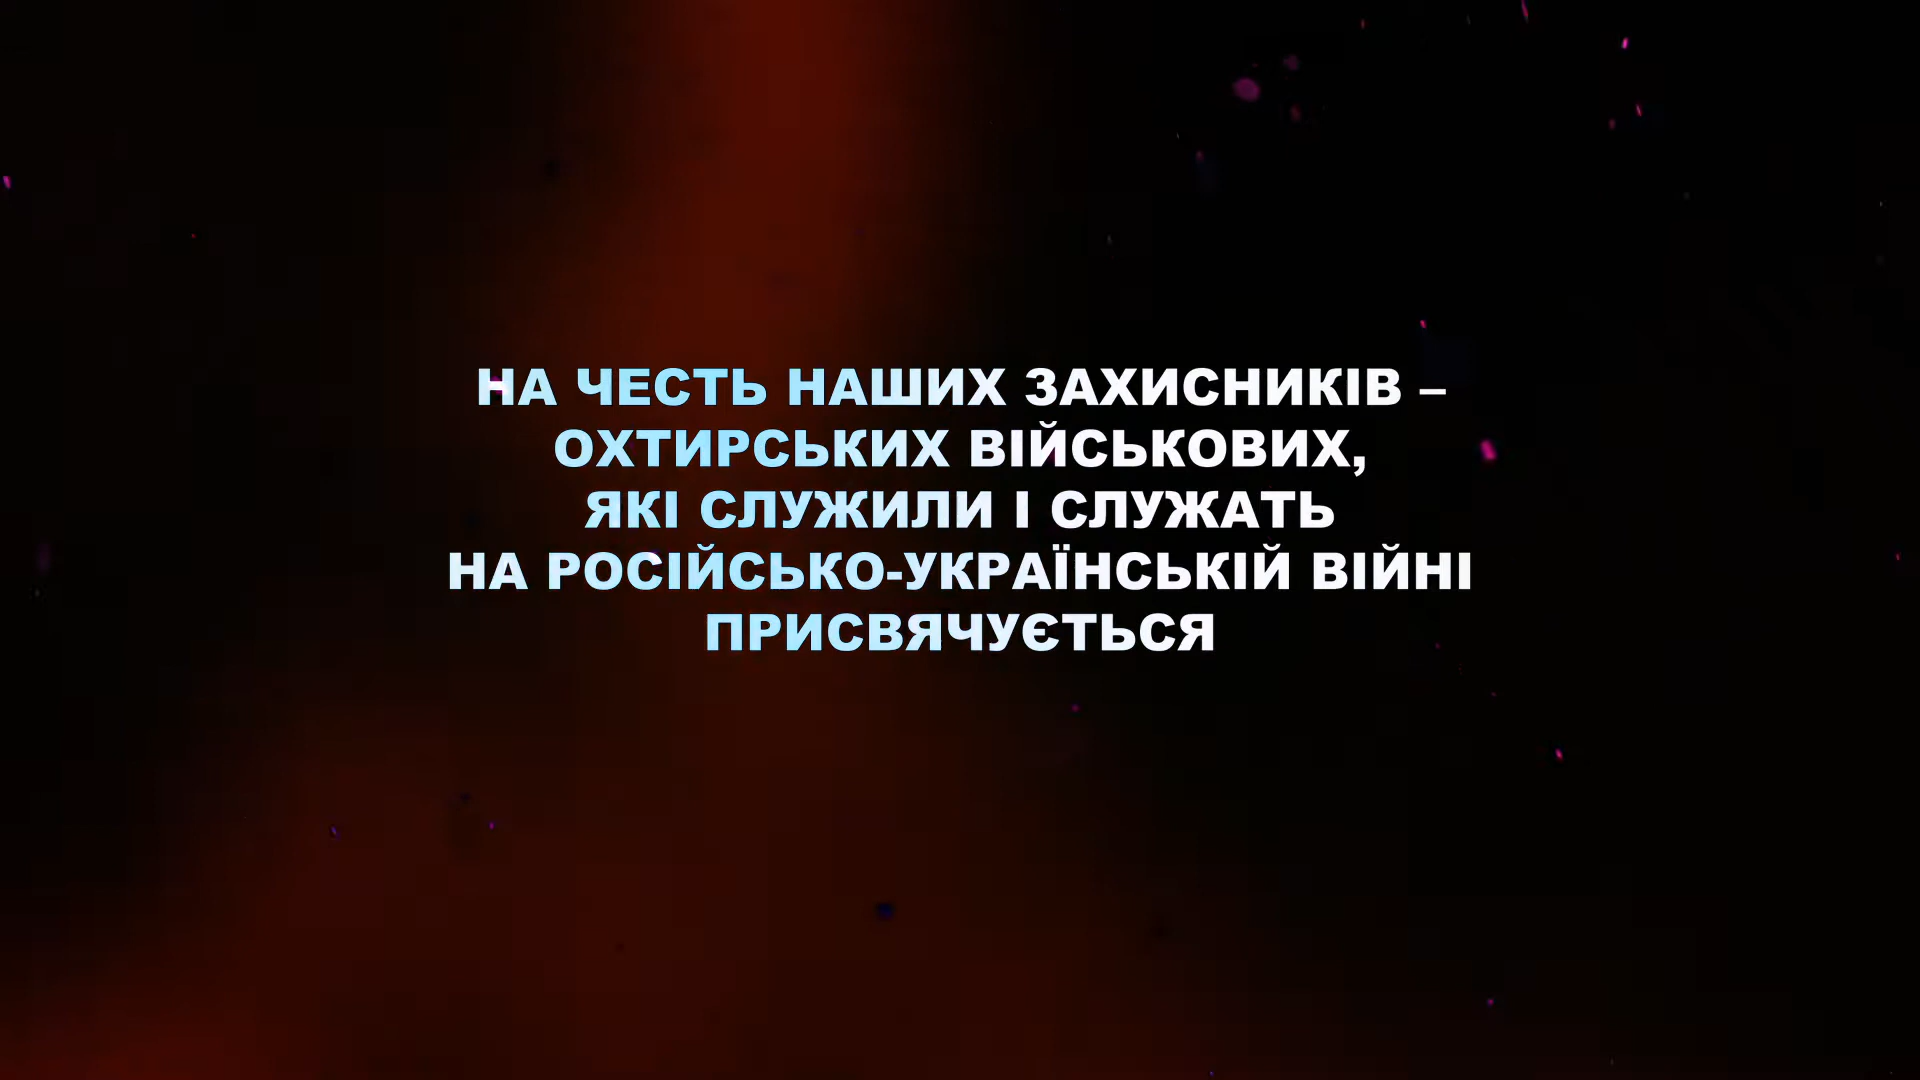 НА ЧЕСТЬ НАШИХ ЗАХИСНИКІВ –
ОХТИРСЬКИХ ВІЙСЬКОВИХ,
ЯКІ СЛУЖИЛИ І СЛУЖАТЬ
НА РОСІЙСЬКО-УКРАЇНСЬКІЙ ВІЙНІ
ПРИСВЯЧУЄТЬСЯ